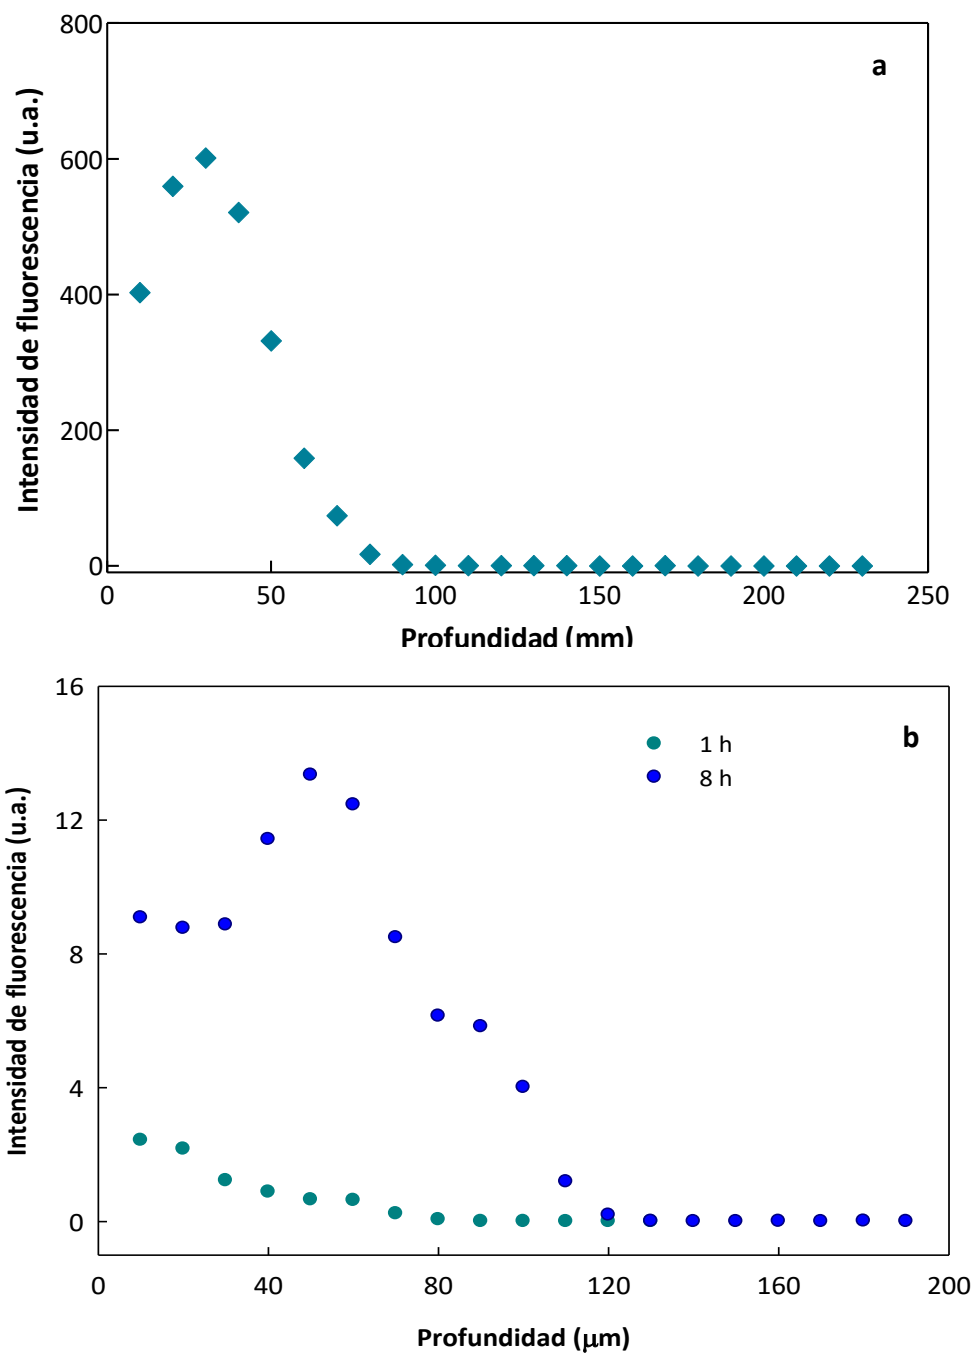 800
a
600
400
200
0
0 50 100 150 200 250
Intensidad de fluorescencia (u.a.)
Profundidad (mm)
16
b
1 h
8 h
12
8
4
0
0 40 80 120 160 200
Intensidad de fluorescencia (u.a.)
Profundidad (μm)